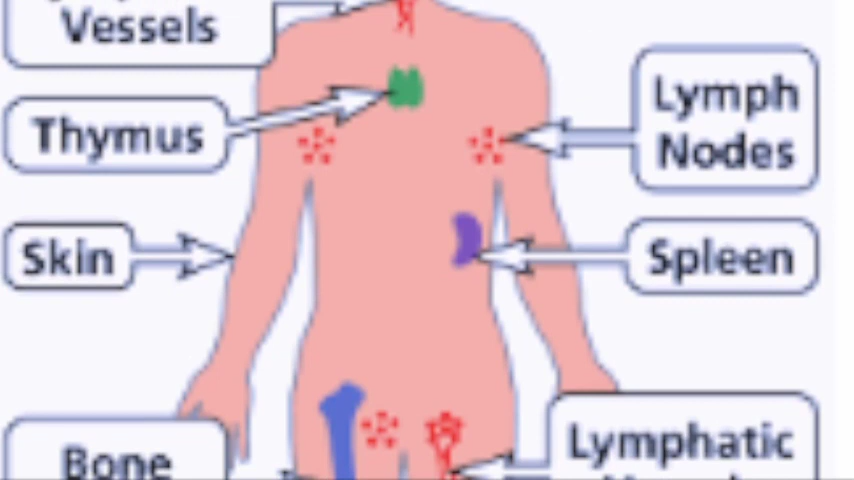 Vessels
Thymus
Lymph
Nodes
Skin
Spleen
Bone
Lymphatic